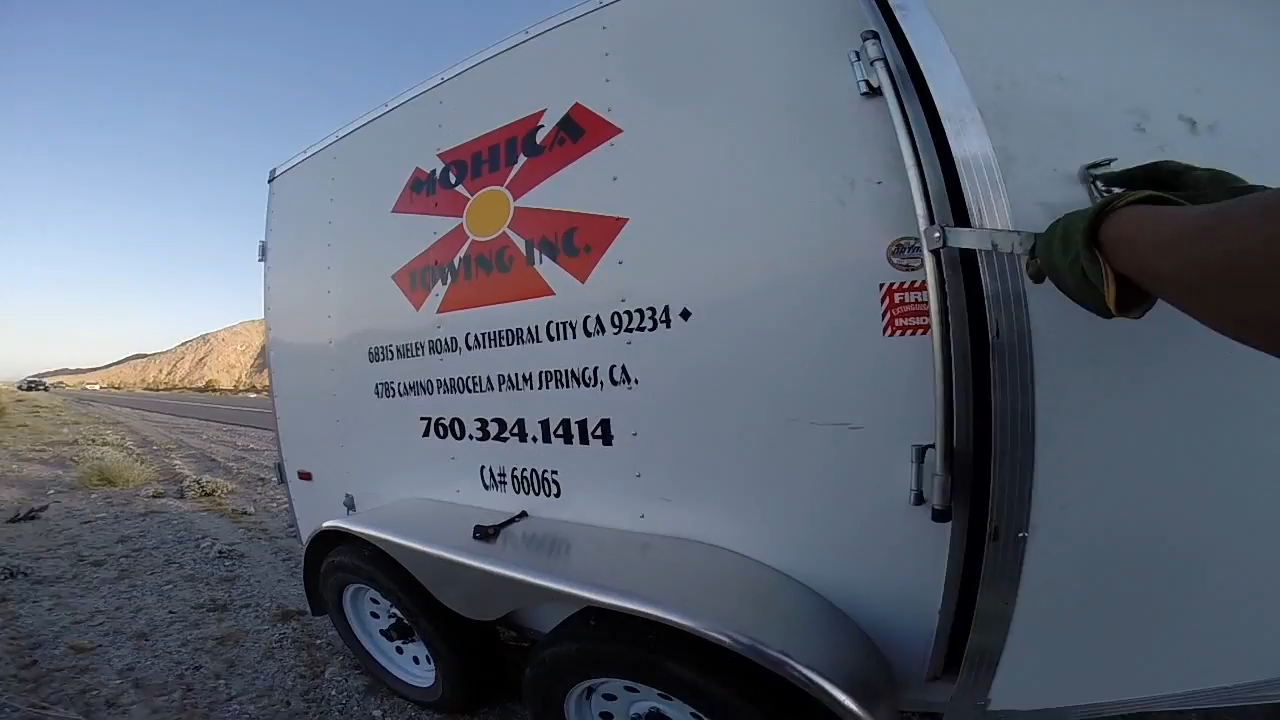 MOHICA
TOWING INC.
68315 KIELEY ROAD, CATHEDRAL CITY CA 92234 ♦
4785 CAMINO PAROCELA PALM SPRINGS, CA.
760.324.1414
CA# 66065
FIRE
EXTINGUISHER
INSIDE